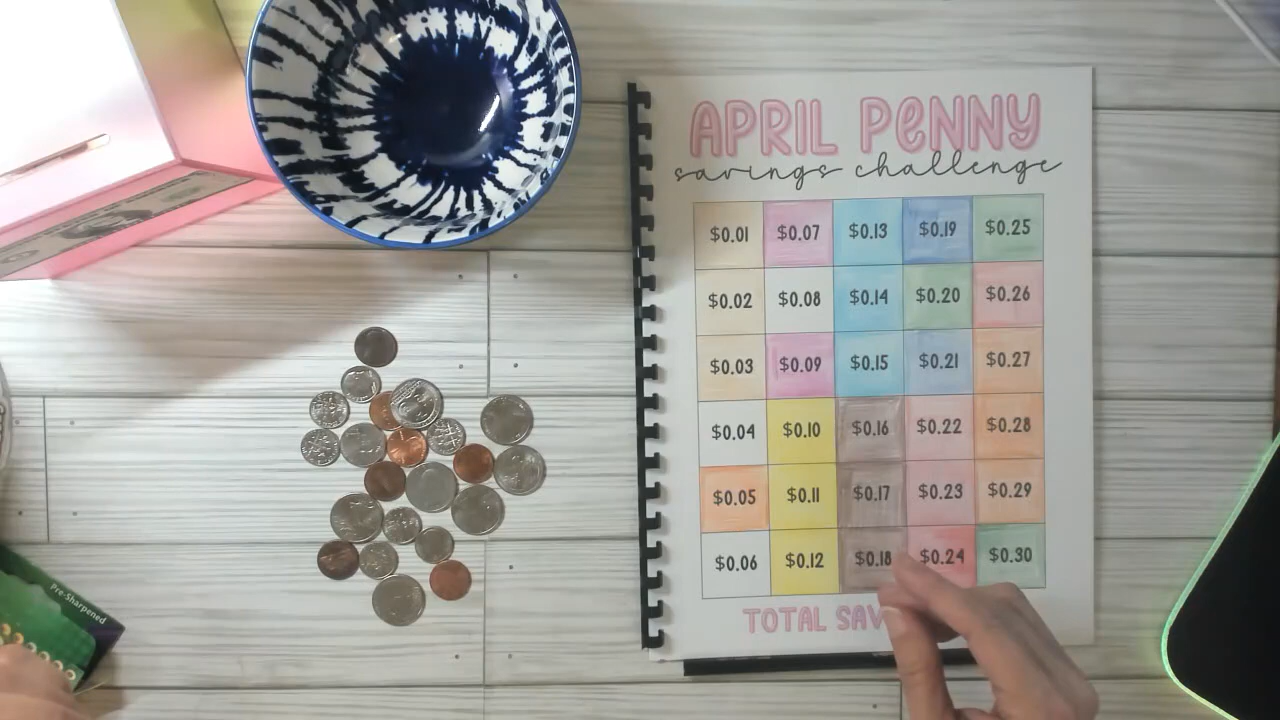 APRIL PENNY
savings challenge
$0.01 $0.07 $0.13 $0.19 $0.25
$0.02 $0.08 $0.14 $0.20 $0.26
$0.03 $0.09 $0.15 $0.21 $0.27
$0.04 $0.10 $0.16 $0.22 $0.28
$0.05 $0.11 $0.17 $0.23 $0.29
$0.06 $0.12 $0.18 $0.24 $0.30
TOTAL SAV
Pre-Sharpened